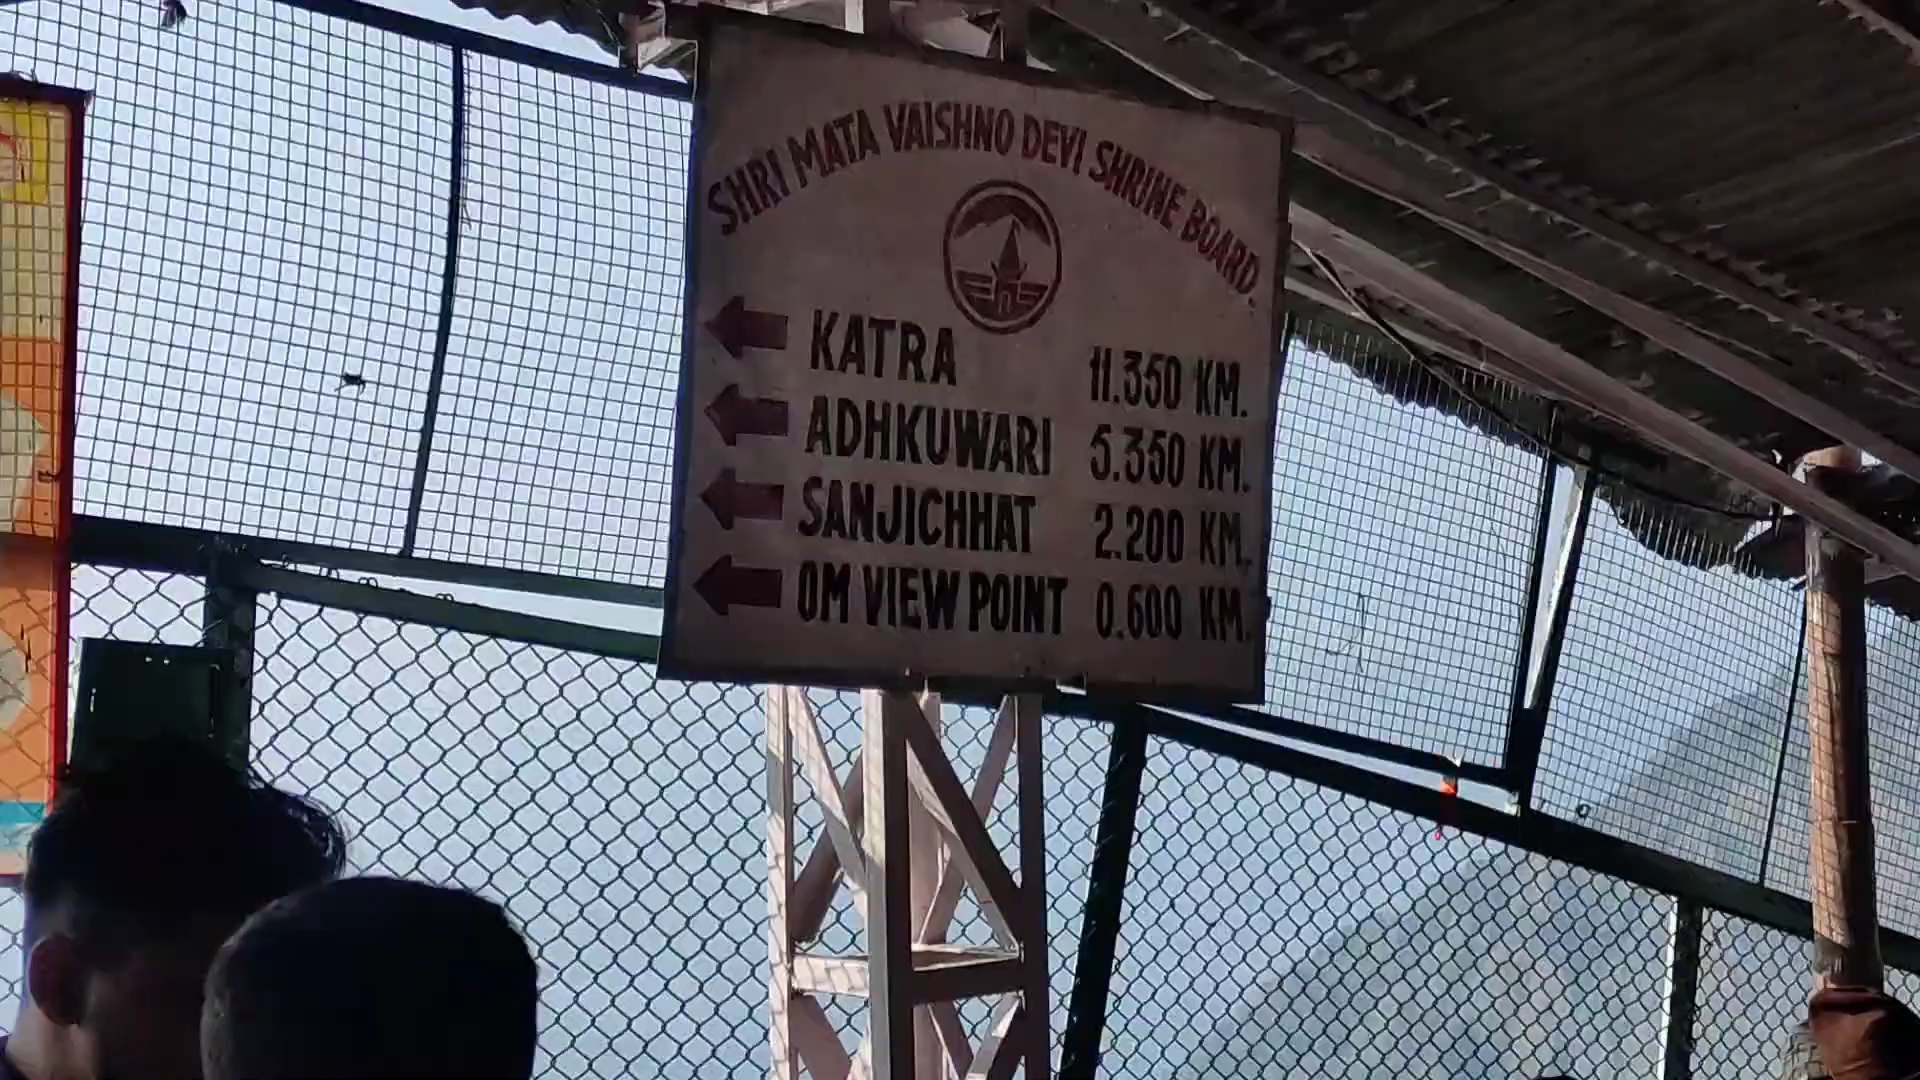 SHRI MATA VAISHNO DEVI SHRINE BOARD.
KATRA 11.350 KM.
ADHKUWARI 5.350 KM.
SANJICHHAT 2.200 KM.
OM VIEW POINT 0.600 KM.